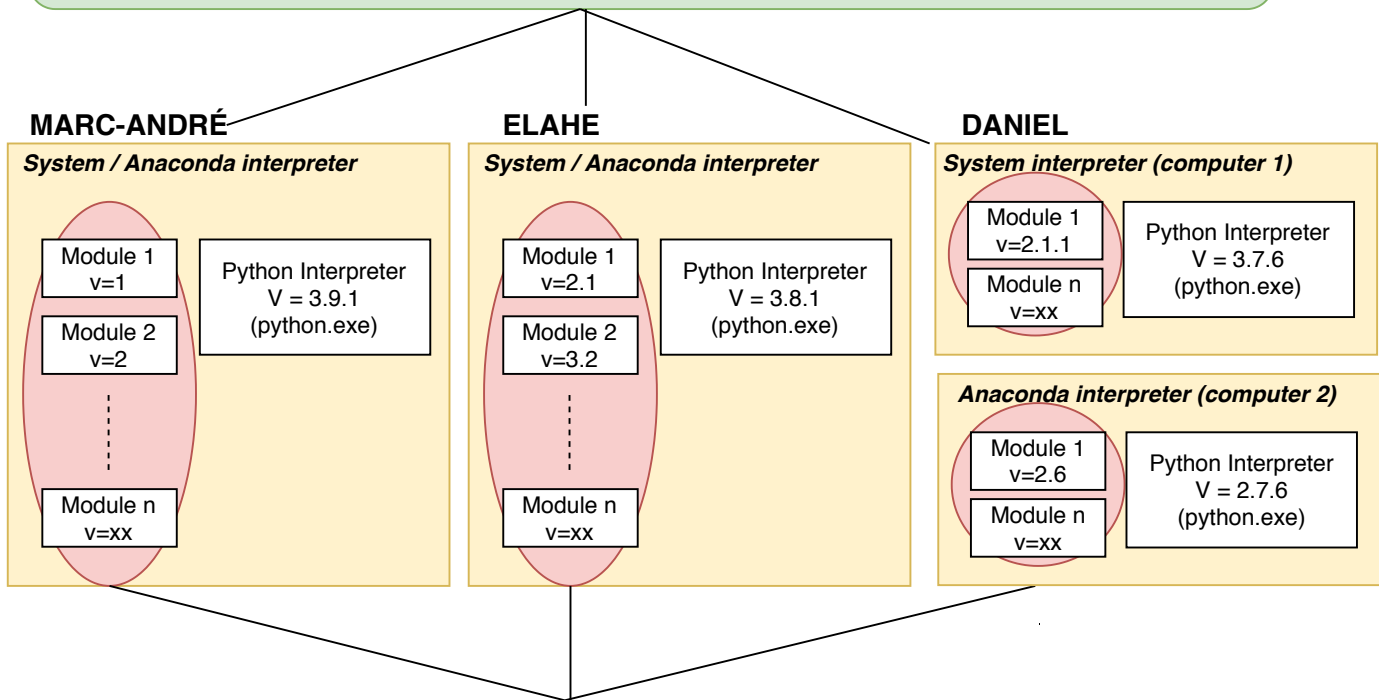 MARC-ANDRÉ
System / Anaconda interpreter
Module 1
v=1
Module 2
v=2
Module n
v=xx
Python Interpreter
V = 3.9.1
(python.exe)
ELAHE
System / Anaconda interpreter
Module 1
v=2.1
Module 2
v=3.2
Module n
v=xx
Python Interpreter
V = 3.8.1
(python.exe)
DANIEL
System interpreter (computer 1)
Module 1
v=2.1.1
Module n
v=xx
Python Interpreter
V = 3.7.6
(python.exe)
Anaconda interpreter (computer 2)
Module 1
v=2.6
Module n
v=xx
Python Interpreter
V = 2.7.6
(python.exe)